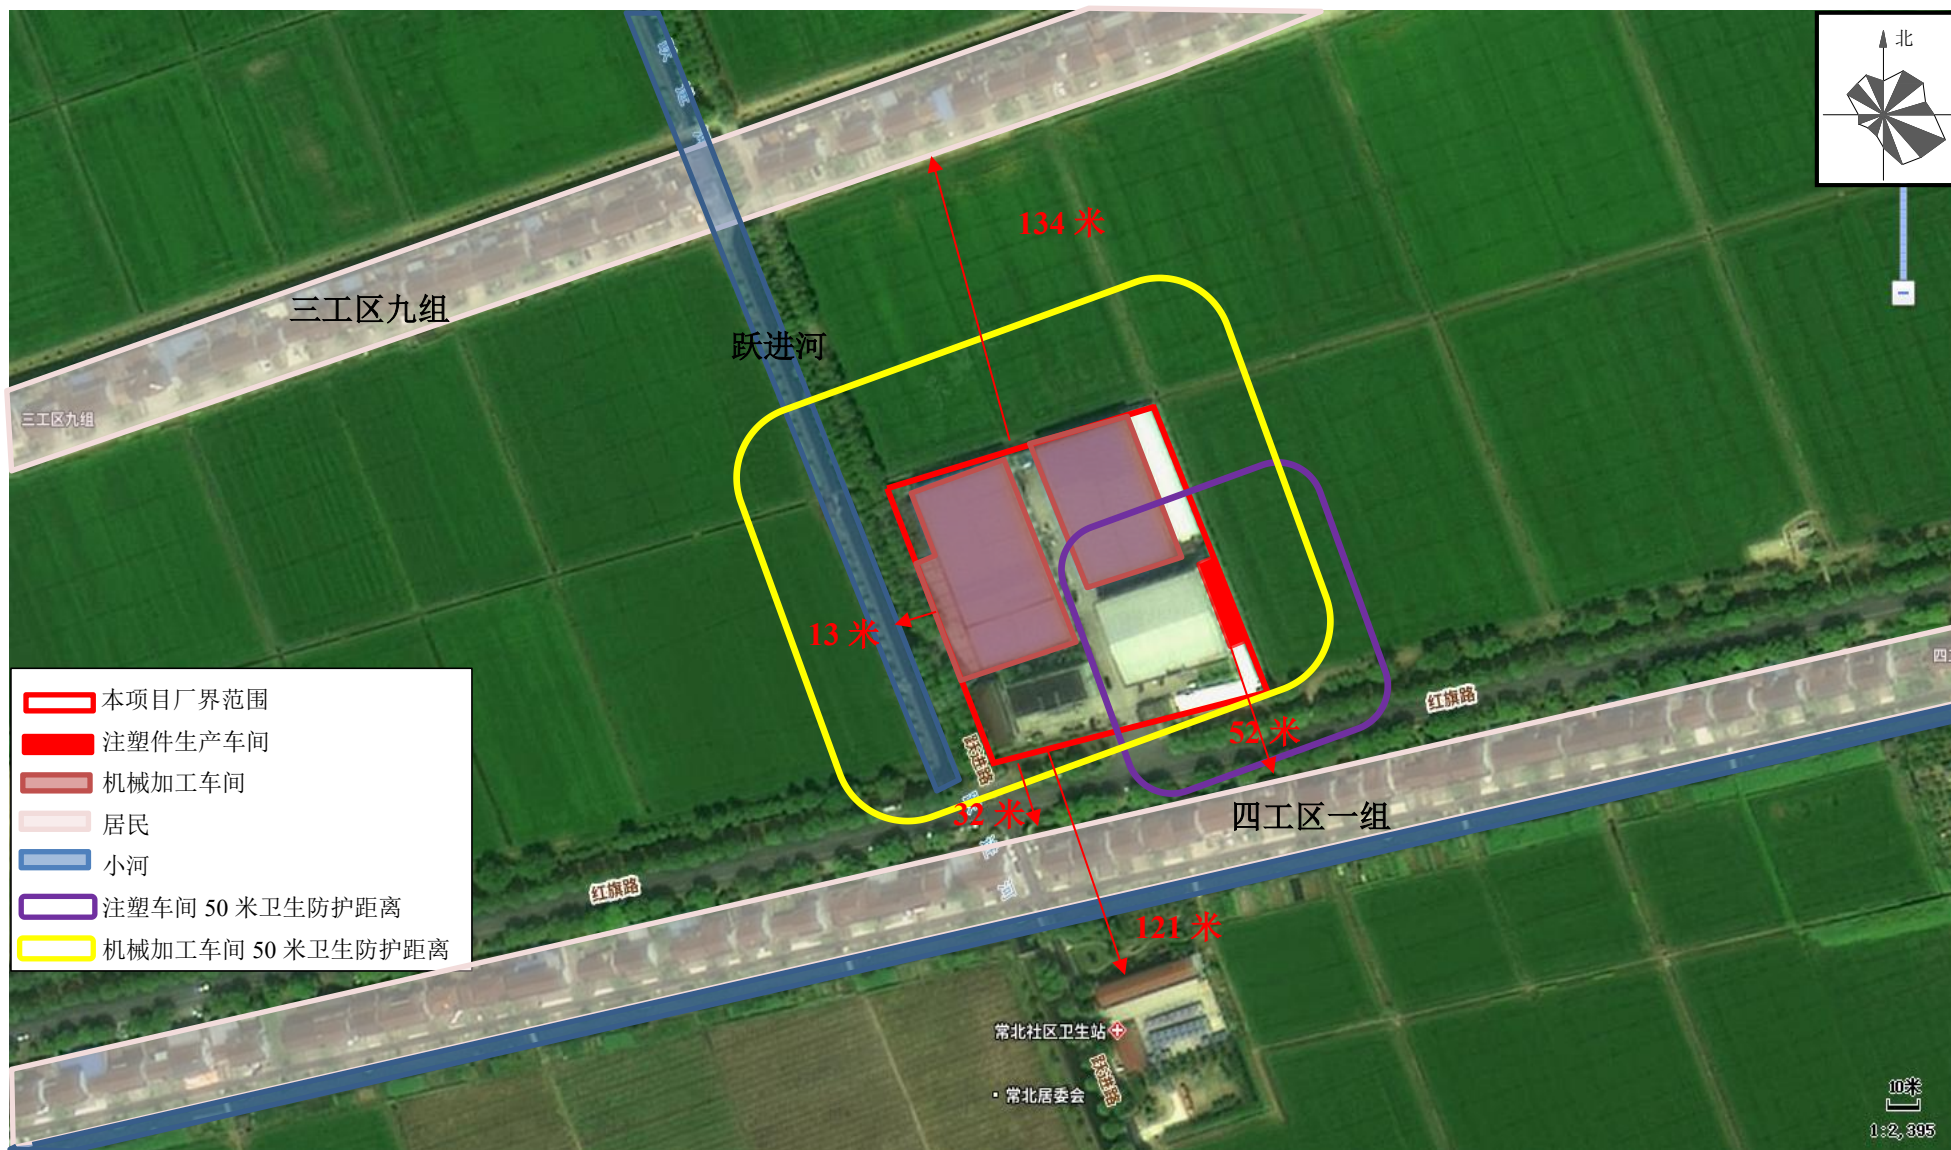 北
134 米
三工区九组
跃进河
三工区九组
13 米
本项目厂界范围
注塑件生产车间
机械加工车间
居民
小河
注塑车间 50 米卫生防护距离
机械加工车间 50 米卫生防护距离
跃进路
红旗路
52 米
32 米
四工区一组
红旗路
121 米
常北社区卫生站
常北居委会
跃进路
10米
1:2,395